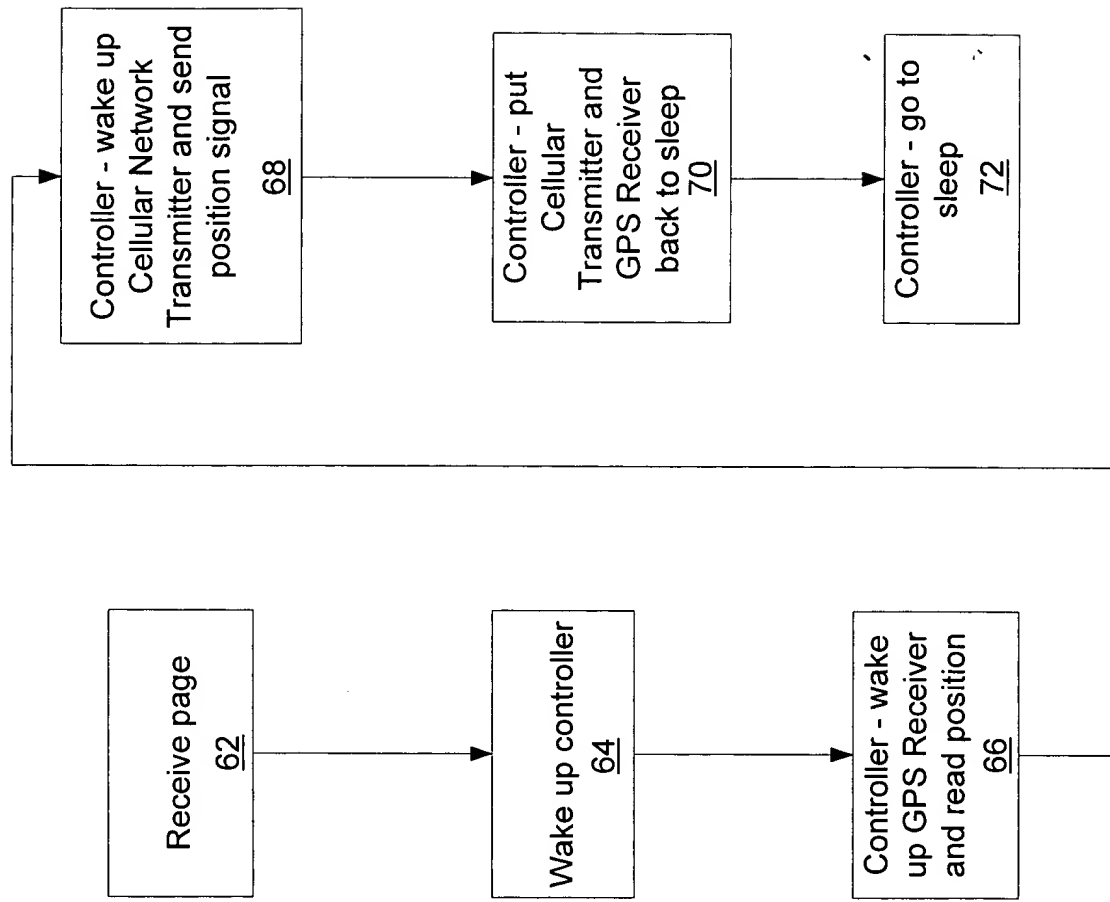 Receive page
62
Wake up controller
64
Controller - wake
up GPS Receiver
and read position
66
Controller - wake up
Cellular Network
Transmitter and send
position signal
68
Controller - put
Cellular
Transmitter and
GPS Receiver
back to sleep
70
Controller - go to
sleep
72